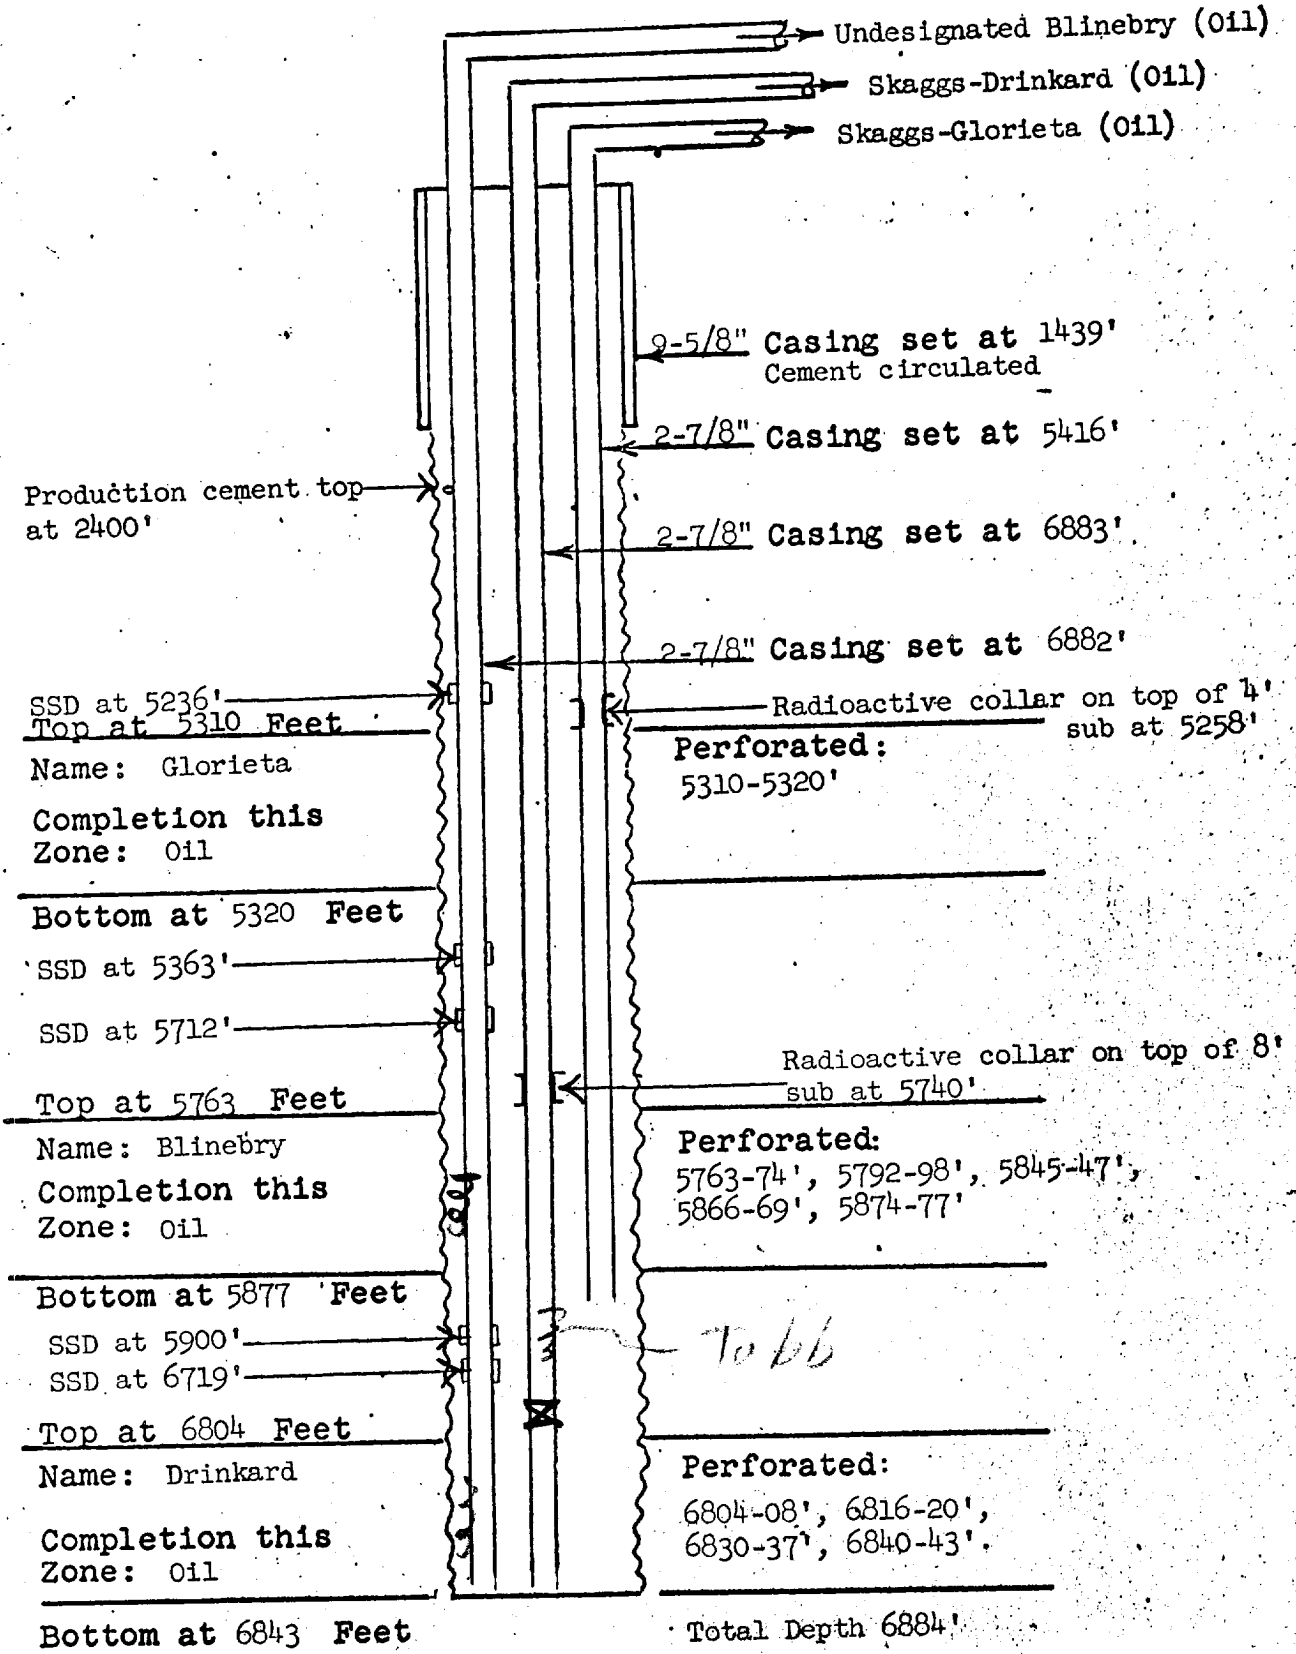 Undesignated Blinebry (Oil)
Skaggs-Drinkard (Oil)
Skaggs-Glorieta (Oil)
9-5/8" Casing set at 1439'
Cement circulated
2-7/8" Casing set at 5416'
Production cement top
at 2400'
2-7/8" Casing set at 6883'
2-7/8" Casing set at 6882'
SSD at 5236'
Radioactive collar on top of 4'
sub at 5258'
Top at 5310 Feet
Perforated:
Name: Glorieta
5310-5320'
Completion this
Zone: Oil
Bottom at 5320 Feet
SSD at 5363'
SSD at 5712'
Radioactive collar on top of 8'
sub at 5740'
Top at 5763 Feet
Perforated:
Name: Blinebry
5763-74', 5792-98', 5845-47',
5866-69', 5874-77'
Completion this
Zone: Oil
Bottom at 5877 Feet
SSD at 5900'
Tubb
SSD at 6719'
Top at 6804 Feet
Perforated:
Name: Drinkard
6804-08', 6816-20',
6830-37', 6840-43'.
Completion this
Zone: Oil
Bottom at 6843 Feet
Total Depth 6884'